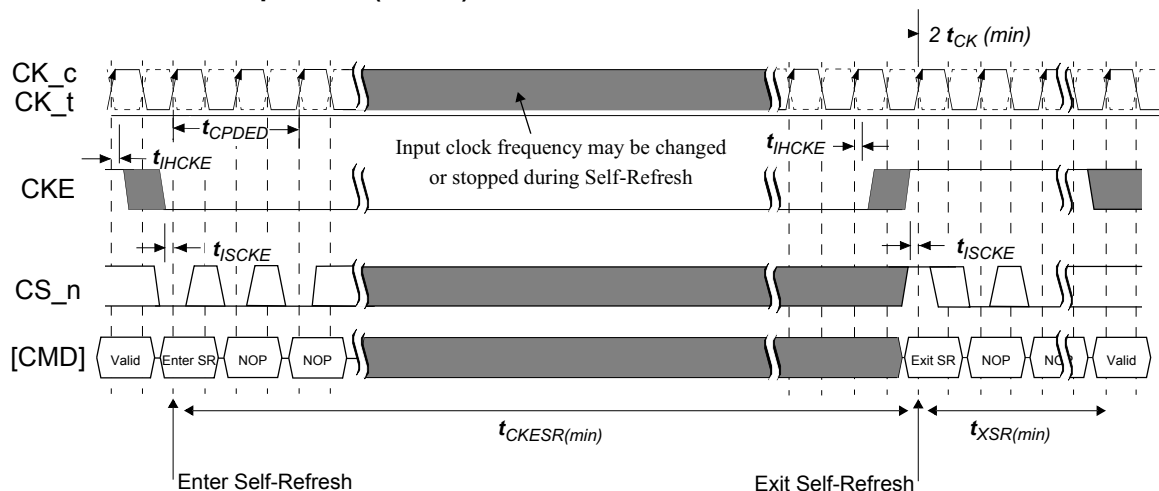 2 tCK (min)
CK_c
CK_t
tCPDED
tIHCKE
Input clock frequency may be changed
or stopped during Self-Refresh
tIHCKE
CKE
tISCKE
tISCKE
CS_n
[CMD]
Valid
Enter SR
NOP
NOP
Exit SR
NOP
NOP
Valid
tCKESR(min)
tXSR(min)
Enter Self-Refresh
Exit Self-Refresh